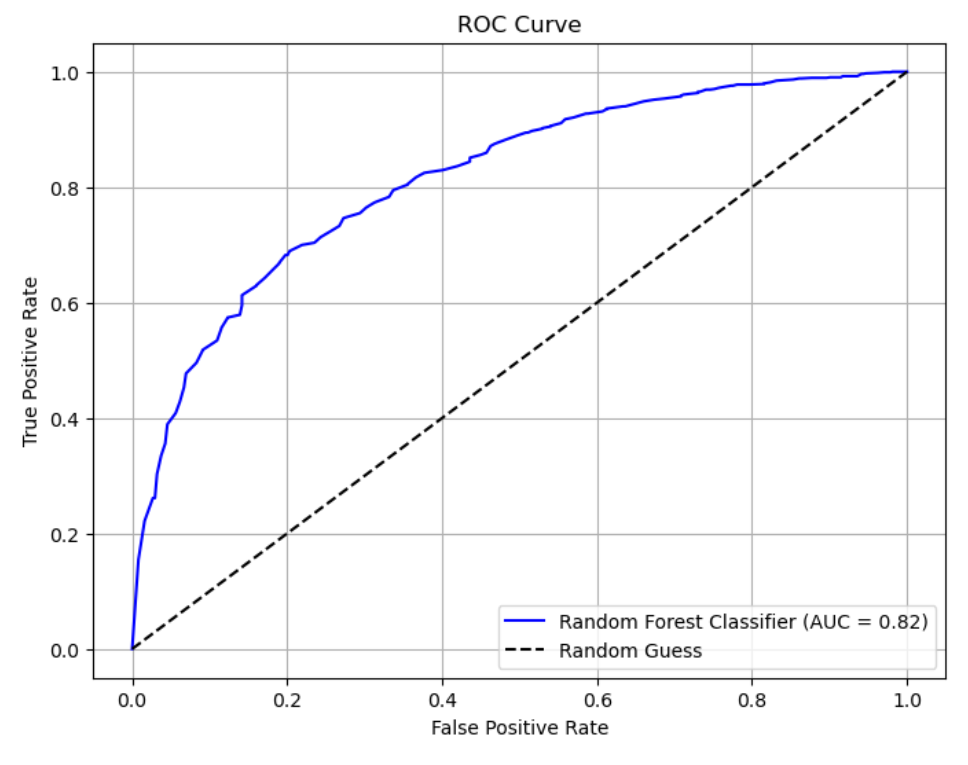 ROC Curve
1.0
0.8
0.6
0.4
0.2
0.0
True Positive Rate
Random Forest Classifier (AUC = 0.82)
Random Guess
0.0 0.2 0.4 0.6 0.8 1.0
False Positive Rate